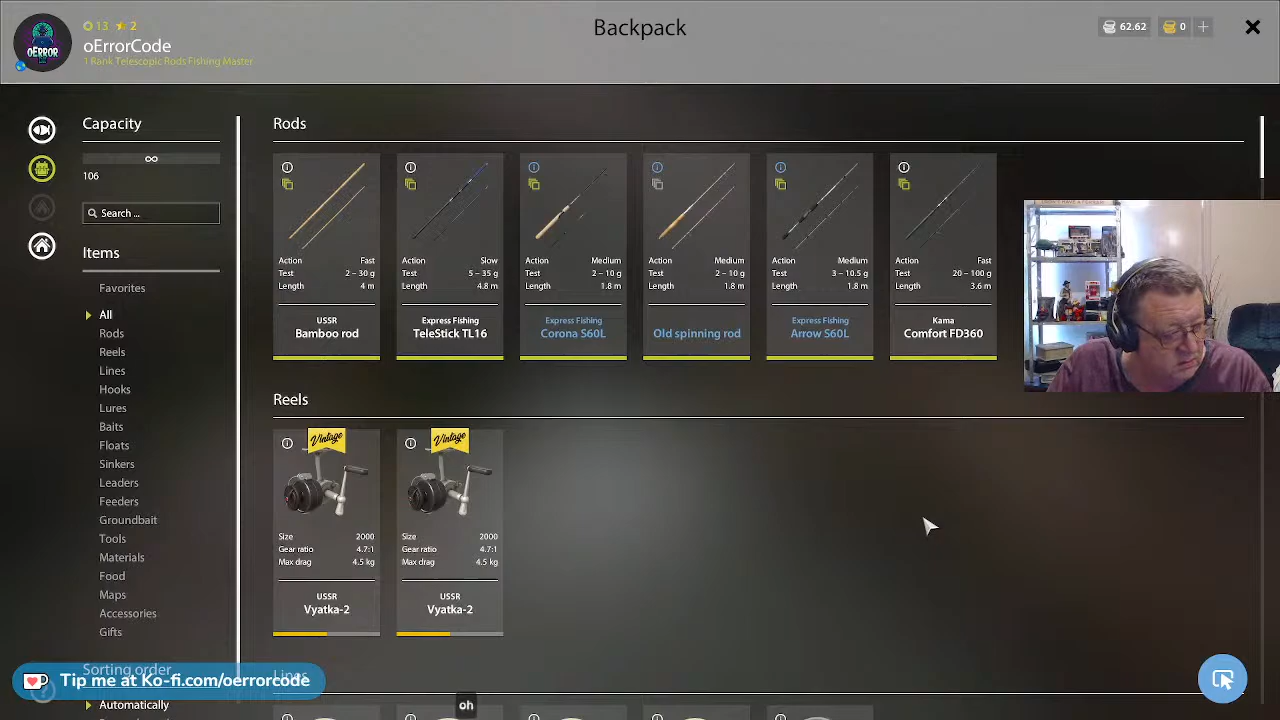 13 2
oErrorCode
1 Rank Telescopic Rods Fishing Master
oERROR
Backpack
62.62 0 +
Capacity
∞
106
Search ...
Items
Favorites
All
Rods
Reels
Lines
Hooks
Lures
Baits
Floats
Sinkers
Leaders
Feeders
Groundbait
Tools
Materials
Food
Maps
Accessories
Gifts
Sorting order
Automatically
Rods
Action Fast
Test 2 – 30 g
Length 4 m
USSR
Bamboo rod
Action Slow
Test 5 – 35 g
Length 4.8 m
Express Fishing
TeleStick TL16
Action Medium
Test 2 – 10 g
Length 1.8 m
Express Fishing
Corona S60L
Action Medium
Test 2 – 10 g
Length 1.8 m
Old spinning rod
Action Medium
Test 3 – 10.5 g
Length 1.8 m
Express Fishing
Arrow S60L
Action Fast
Test 20 – 100 g
Length 3.6 m
Kama
Comfort FD360
Reels
Vintage
Size 2000
Gear ratio 4.7:1
Max drag 4.5 kg
USSR
Vyatka-2
Vintage
Size 2000
Gear ratio 4.7:1
Max drag 4.5 kg
USSR
Vyatka-2
Lines
Tip me at Ko-fi.com/oerrorcode
oh